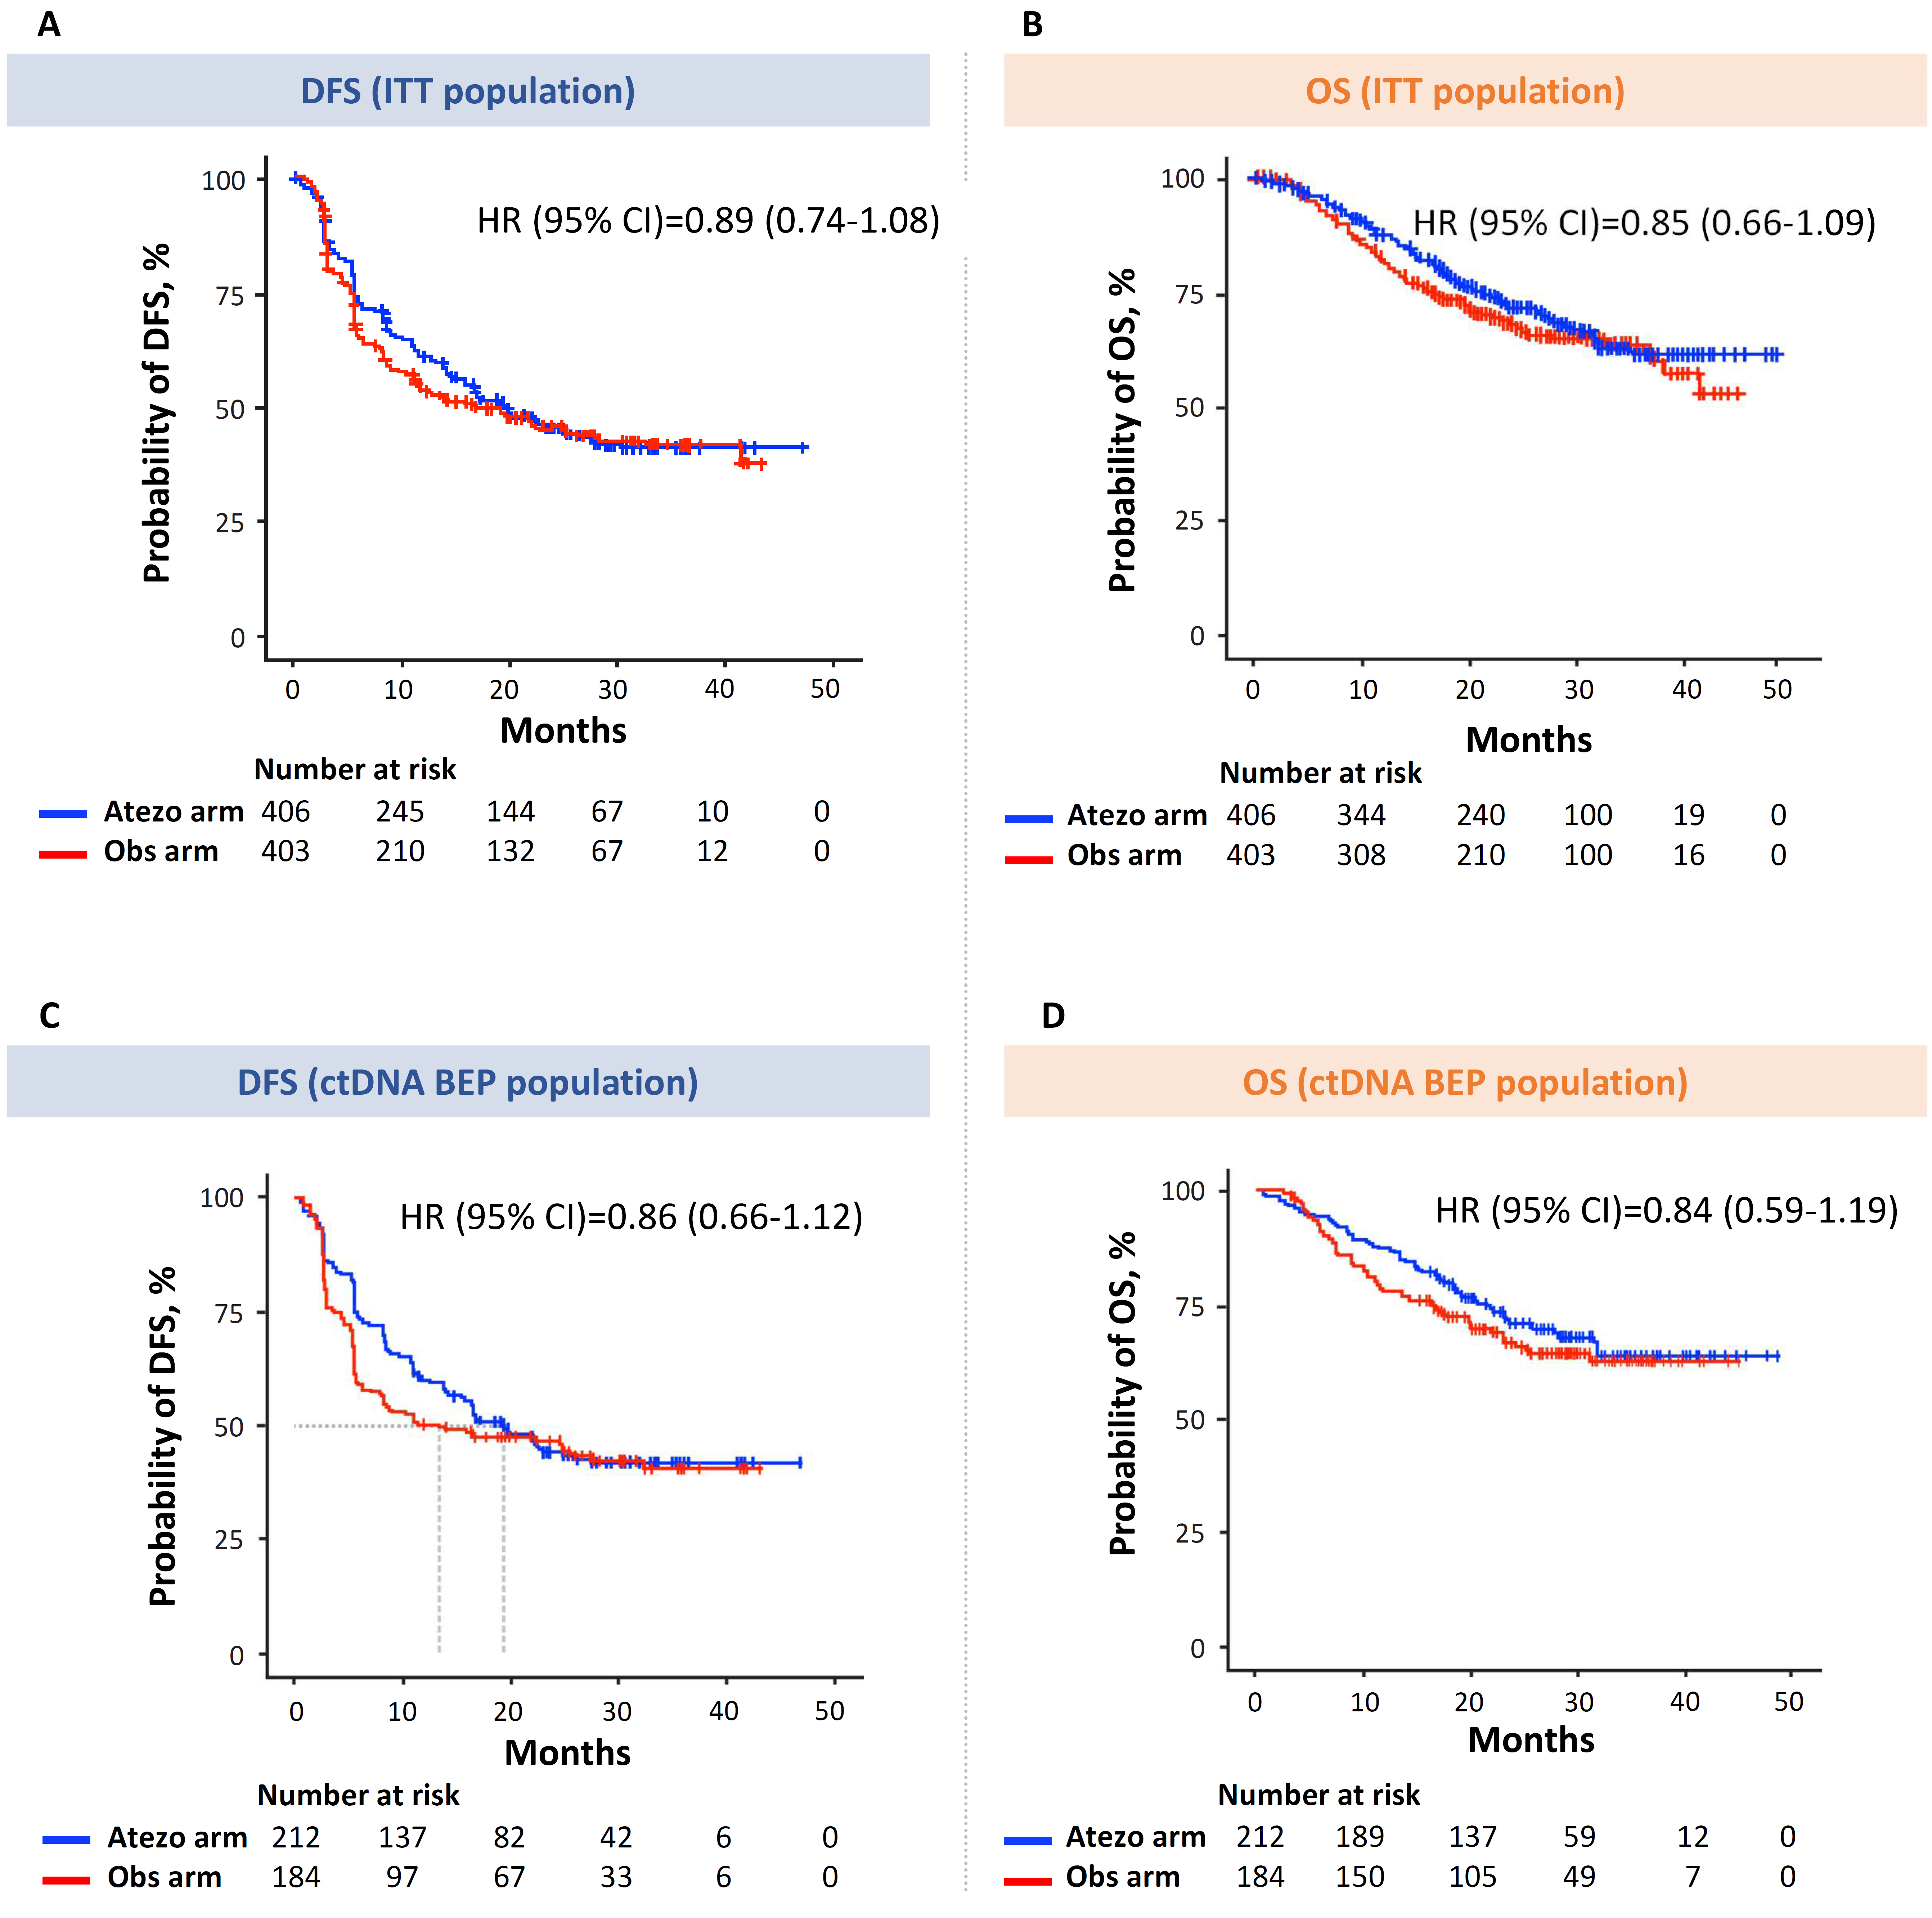 A
DFS (ITT population)
HR (95% CI)=0.89 (0.74-1.08)
Probability of DFS, %
100
75
50
25
0
0 10 20 30 40 50
Months
Number at risk
Atezo arm 406 245 144 67 10 0
Obs arm 403 210 132 67 12 0
B
OS (ITT population)
HR (95% CI)=0.85 (0.66-1.09)
Probability of OS, %
100
75
50
25
0
0 10 20 30 40 50
Months
Number at risk
Atezo arm 406 344 240 100 19 0
Obs arm 403 308 210 100 16 0
C
DFS (ctDNA BEP population)
HR (95% CI)=0.86 (0.66-1.12)
Probability of DFS, %
100
75
50
25
0
0 10 20 30 40 50
Months
Number at risk
Atezo arm 212 137 82 42 6 0
Obs arm 184 97 67 33 6 0
D
OS (ctDNA BEP population)
HR (95% CI)=0.84 (0.59-1.19)
Probability of OS, %
100
75
50
25
0
0 10 20 30 40 50
Months
Number at risk
Atezo arm 212 189 137 59 12 0
Obs arm 184 150 105 49 7 0